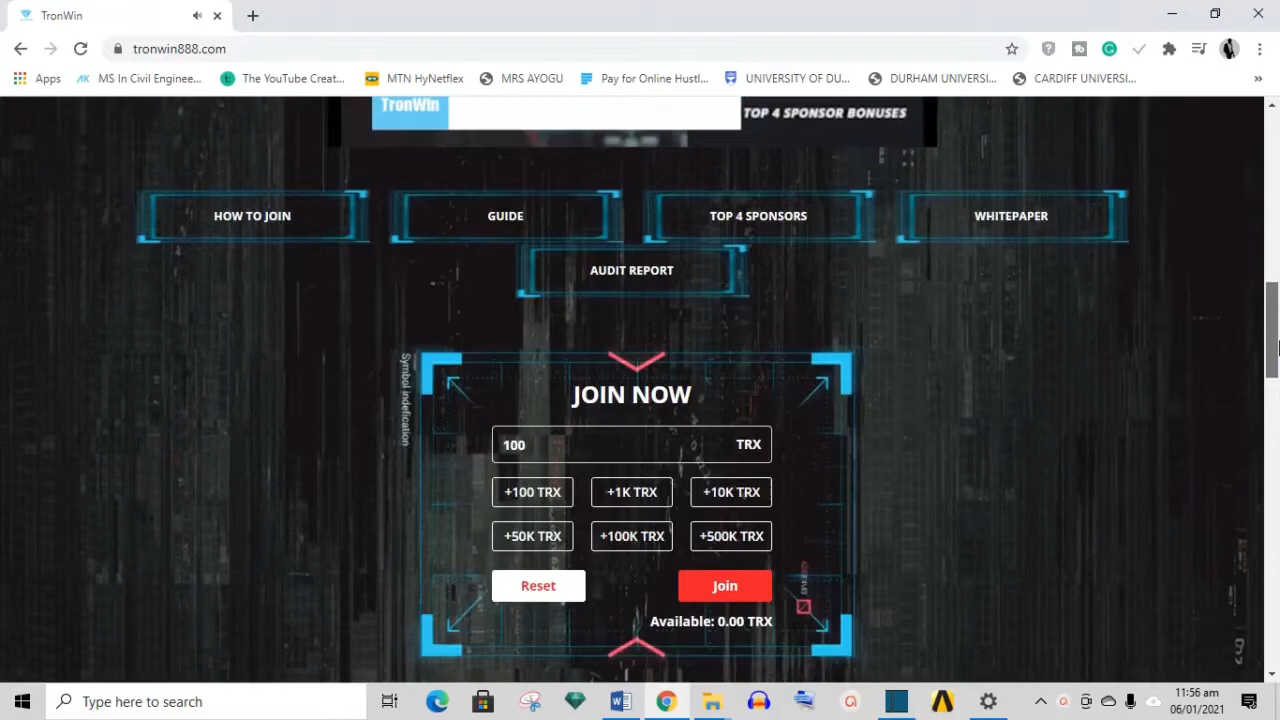 TronWin
tronwin888.com
Apps
MS In Civil Enginee...
The YouTube Creat...
MTN HyNetflex
MRS AYOGU
Pay for Online Hustl...
UNIVERSITY OF DU...
DURHAM UNIVERSI...
CARDIFF UNIVERSI...
»
TronWin
TOP 4 SPONSOR BONUSES
HOW TO JOIN
GUIDE
TOP 4 SPONSORS
WHITEPAPER
AUDIT REPORT
Symbol indefication
JOIN NOW
100
TRX
+100 TRX
+1K TRX
+10K TRX
+50K TRX
+100K TRX
+500K TRX
Reset
Join
Available: 0.00 TRX
Type here to search
11:56 am
06/01/2021